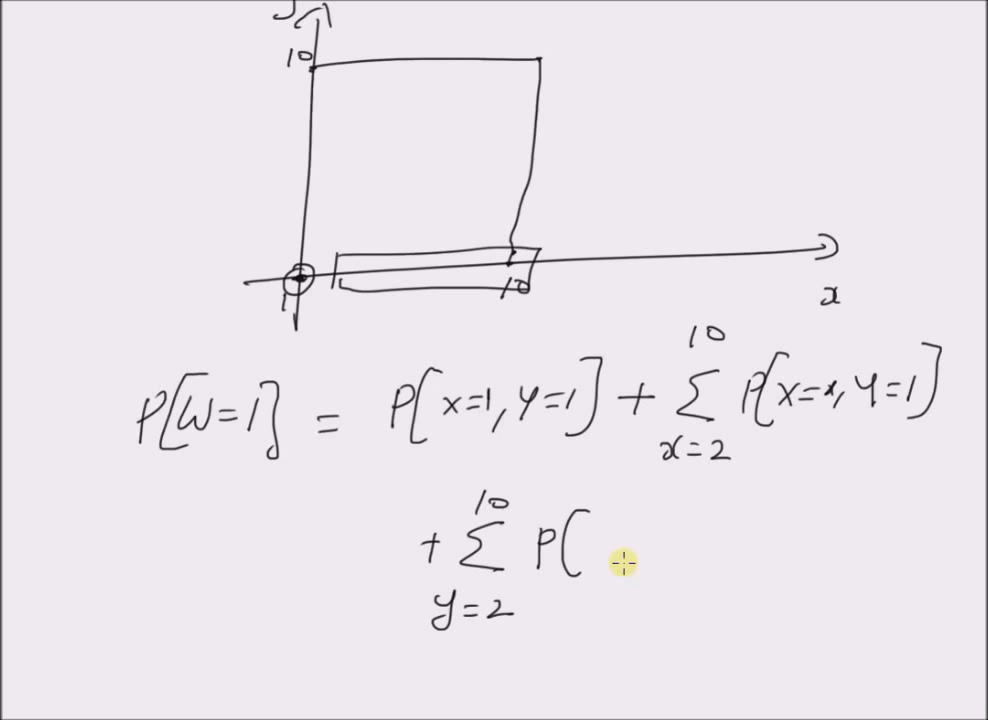 y
10
1
10
x
P[W=1] = P[x=1, Y=1] + 10 ∑ x=2 P[X=x, Y=1]
+ 10 ∑ y=2 P[